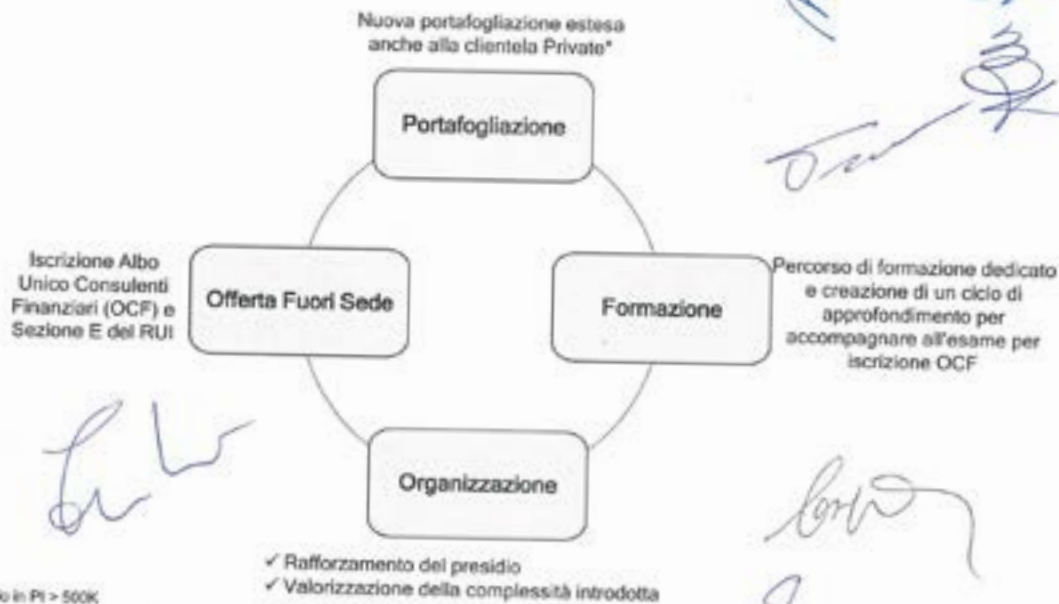 Nuova portafogliazione estesa
anche alla clientela Private*
Portafogliazione
Iscrizione Albo
Unico Consulenti
Finanziari (OCF) e
Sezione E del RUI
Offerta Fuori Sede
Formazione
Percorso di formazione dedicato
e creazione di un ciclo di
approfondimento per
accompagnare all'esame per
iscrizione OCF
Organizzazione
✓ Rafforzamento del presidio
✓ Valorizzazione della complessità introdotta
in PI > 500K